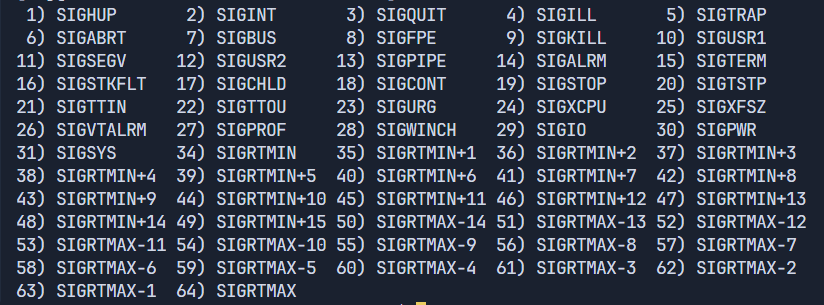 1) SIGHUP 2) SIGINT 3) SIGQUIT 4) SIGILL 5) SIGTRAP
6) SIGABRT 7) SIGBUS 8) SIGFPE 9) SIGKILL 10) SIGUSR1
11) SIGSEGV 12) SIGUSR2 13) SIGPIPE 14) SIGALRM 15) SIGTERM
16) SIGSTKFLT 17) SIGCHLD 18) SIGCONT 19) SIGSTOP 20) SIGTSTP
21) SIGTTIN 22) SIGTTOU 23) SIGURG 24) SIGXCPU 25) SIGXFSZ
26) SIGVTALRM 27) SIGPROF 28) SIGWINCH 29) SIGIO 30) SIGPWR
31) SIGSYS 34) SIGRTMIN 35) SIGRTMIN+1 36) SIGRTMIN+2 37) SIGRTMIN+3
38) SIGRTMIN+4 39) SIGRTMIN+5 40) SIGRTMIN+6 41) SIGRTMIN+7 42) SIGRTMIN+8
43) SIGRTMIN+9 44) SIGRTMIN+10 45) SIGRTMIN+11 46) SIGRTMIN+12 47) SIGRTMIN+13
48) SIGRTMIN+14 49) SIGRTMIN+15 50) SIGRTMAX-14 51) SIGRTMAX-13 52) SIGRTMAX-12
53) SIGRTMAX-11 54) SIGRTMAX-10 55) SIGRTMAX-9 56) SIGRTMAX-8 57) SIGRTMAX-7
58) SIGRTMAX-6 59) SIGRTMAX-5 60) SIGRTMAX-4 61) SIGRTMAX-3 62) SIGRTMAX-2
63) SIGRTMAX-1 64) SIGRTMAX